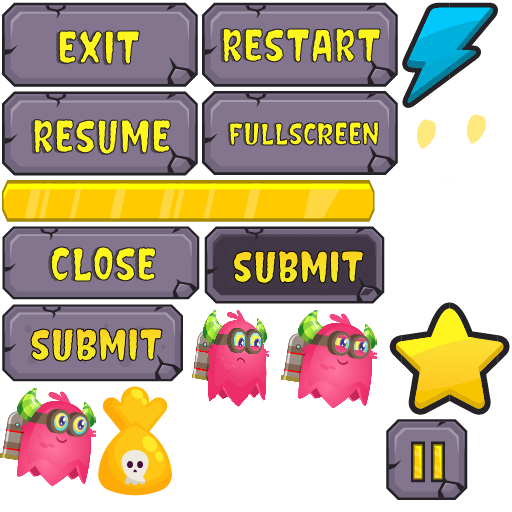 EXIT
RESTART
RESUME
FULLSCREEN
CLOSE
SUBMIT
SUBMIT